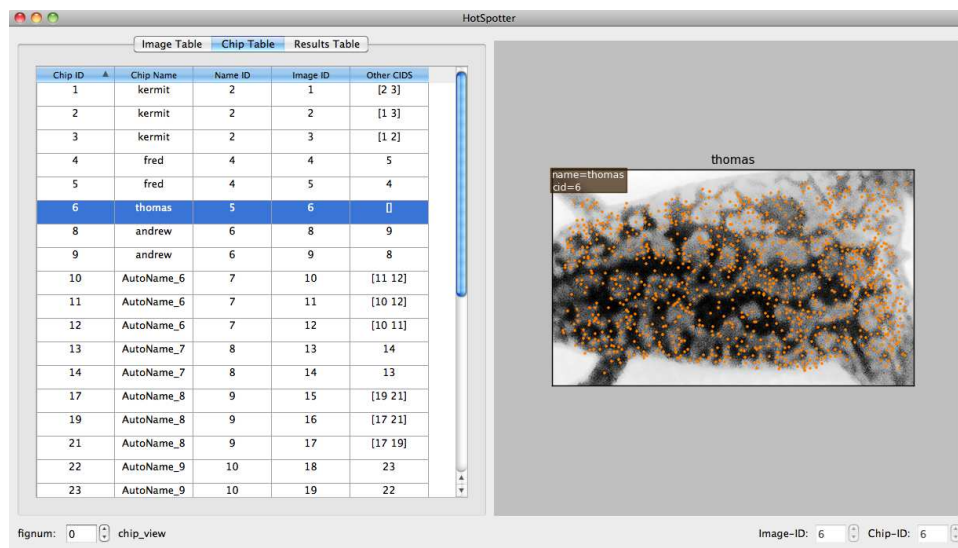 HotSpotter
Image Table Chip Table Results Table
Chip ID Chip Name Name ID Image ID Other CIDS
1 kermit 2 1 [2 3]
2 kermit 2 2 [1 3]
3 kermit 2 3 [1 2]
4 fred 4 4 5
5 fred 4 5 4
6 thomas 5 6 []
8 andrew 6 8 9
9 andrew 6 9 8
10 AutoName_6 7 10 [11 12]
11 AutoName_6 7 11 [10 12]
12 AutoName_6 7 12 [10 11]
13 AutoName_7 8 13 14
14 AutoName_7 8 14 13
17 AutoName_8 9 15 [19 21]
19 AutoName_8 9 16 [17 21]
21 AutoName_8 9 17 [17 19]
22 AutoName_9 10 18 23
23 AutoName_9 10 19 22
thomas
name=thomas
cid=6
fignum: 0 chip_view
Image-ID: 6 Chip-ID: 6